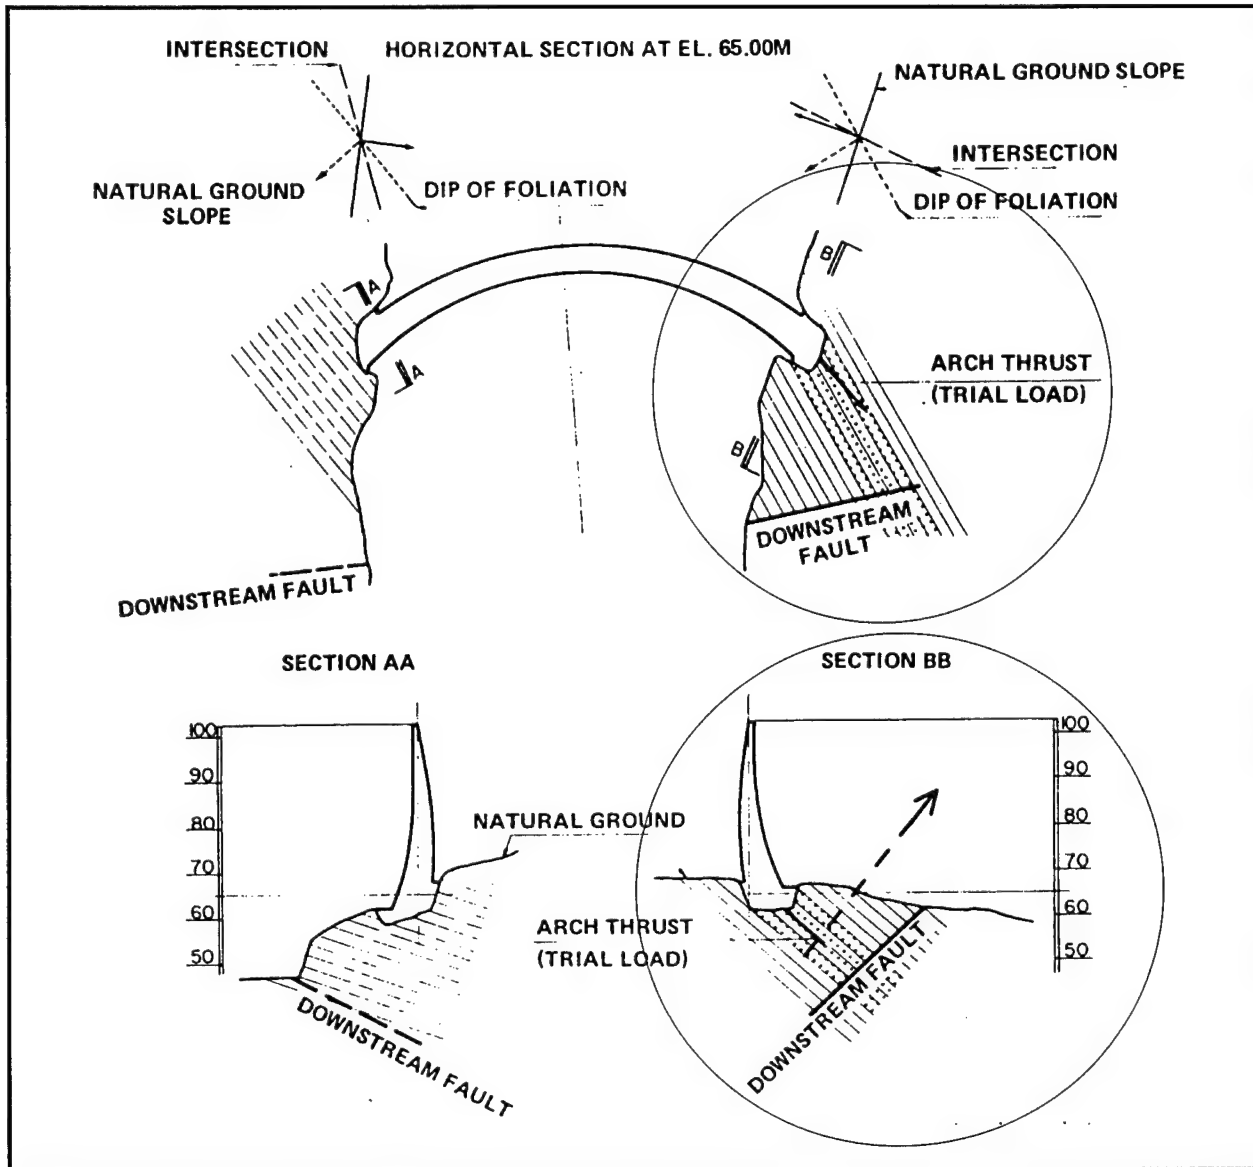 INTERSECTION
HORIZONTAL SECTION AT EL. 65.00M
NATURAL GROUND SLOPE
INTERSECTION
NATURAL GROUND
SLOPE
DIP OF FOLIATION
DIP OF FOLIATION
A
A
B
B
ARCH THRUST
(TRIAL LOAD)
DOWNSTREAM
FAULT
DOWNSTREAM FAULT
SECTION AA
SECTION BB
100
90
80
70
60
50
NATURAL GROUND
ARCH THRUST
(TRIAL LOAD)
DOWNSTREAM FAULT
100
90
80
70
60
50
DOWNSTREAM FAULT